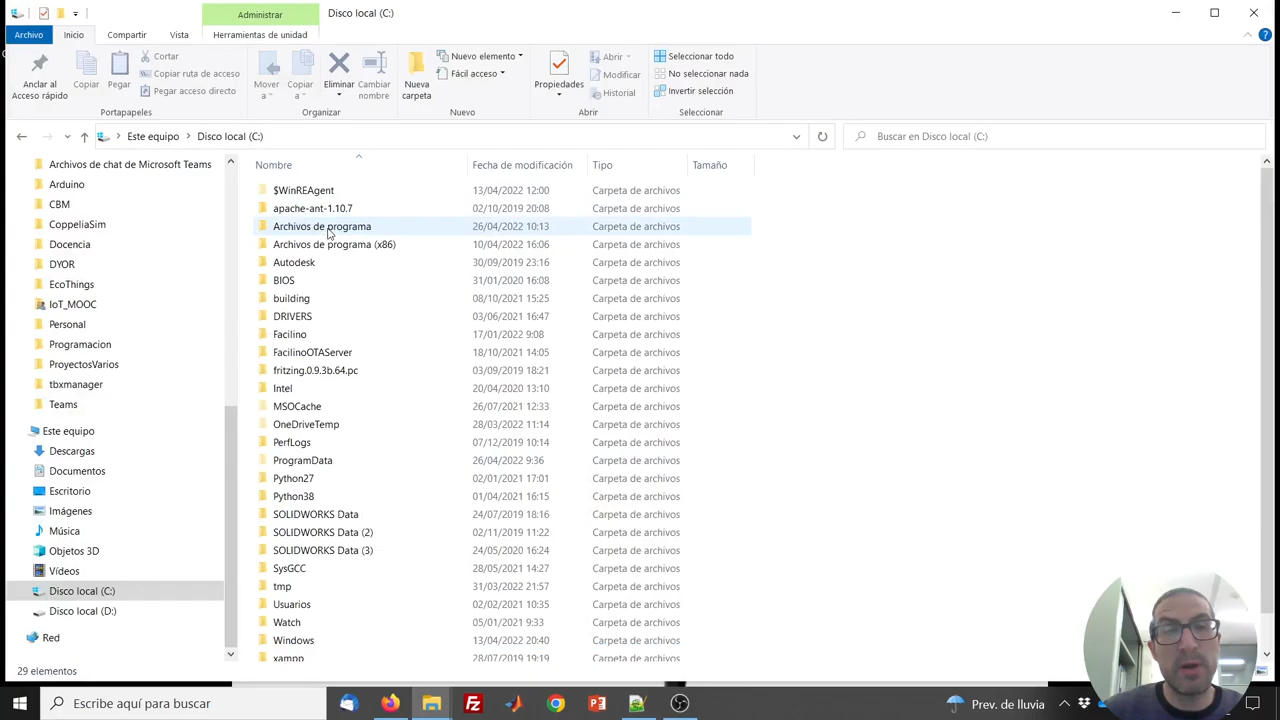 Administrar
Disco local (C:)
Archivo
Inicio
Compartir
Vista
Herramientas de unidad
Anclar al
Acceso rápido
Copiar
Pegar
Cortar
Copiar ruta de acceso
Pegar acceso directo
Mover
a
Copiar
a
Eliminar
Cambiar
nombre
Nueva
carpeta
Nuevo elemento
Fácil acceso
Propiedades
Abrir
Modificar
Historial
Seleccionar todo
No seleccionar nada
Invertir selección
Portapapeles
Organizar
Nuevo
Abrir
Seleccionar
Este equipo > Disco local (C:)
Buscar en Disco local (C:)
Archivos de chat de Microsoft Teams
Arduino
CBM
CoppeliaSim
Docencia
DYOR
EcoThings
IoT_MOOC
Personal
Programacion
ProyectosVarios
tbxmanager
Teams
Este equipo
Descargas
Documentos
Escritorio
Imágenes
Música
Objetos 3D
Vídeos
Disco local (C:)
Disco local (D:)
Red
Nombre Fecha de modificación Tipo Tamaño
$WinREAgent 13/04/2022 12:00 Carpeta de archivos
apache-ant-1.10.7 02/10/2019 20:08 Carpeta de archivos
Archivos de programa 26/04/2022 10:13 Carpeta de archivos
Archivos de programa (x86) 10/04/2022 16:06 Carpeta de archivos
Autodesk 30/09/2019 23:16 Carpeta de archivos
BIOS 31/01/2020 16:08 Carpeta de archivos
building 08/10/2021 15:25 Carpeta de archivos
DRIVERS 03/06/2021 16:47 Carpeta de archivos
Facilino 17/01/2022 9:08 Carpeta de archivos
FacilinoOTAServer 18/10/2021 14:05 Carpeta de archivos
fritzing.0.9.3b.64.pc 03/09/2019 18:21 Carpeta de archivos
Intel 20/04/2020 13:10 Carpeta de archivos
MSOCache 26/07/2021 12:33 Carpeta de archivos
OneDriveTemp 28/03/2022 11:14 Carpeta de archivos
PerfLogs 07/12/2019 10:14 Carpeta de archivos
ProgramData 26/04/2022 9:36 Carpeta de archivos
Python27 02/01/2021 17:01 Carpeta de archivos
Python38 01/04/2021 16:15 Carpeta de archivos
SOLIDWORKS Data 24/07/2019 18:16 Carpeta de archivos
SOLIDWORKS Data (2) 02/11/2019 11:22 Carpeta de archivos
SOLIDWORKS Data (3) 24/05/2020 16:24 Carpeta de archivos
SysGCC 28/05/2021 14:27 Carpeta de archivos
tmp 31/03/2022 21:57 Carpeta de archivos
Usuarios 02/02/2021 10:35 Carpeta de archivos
Watch 05/01/2021 9:33 Carpeta de archivos
Windows 13/04/2022 20:40 Carpeta de archivos
xampp 28/07/2019 19:19 Carpeta de archivos
29 elementos
Escribe aquí para buscar
Prev. de lluvia